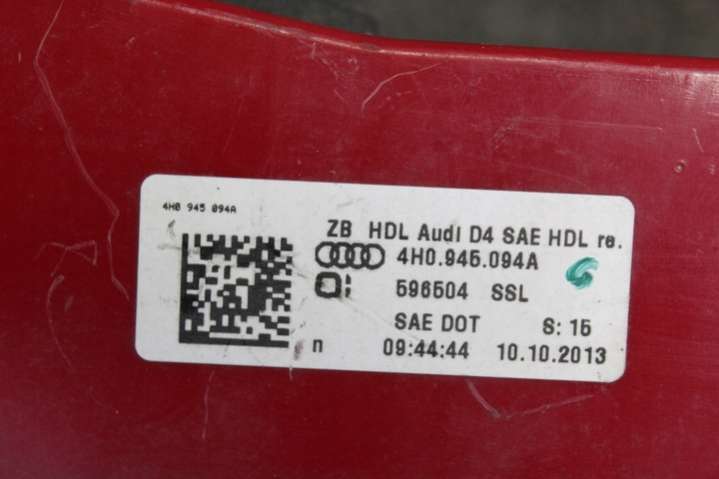 4H0 945 094A
ZB HDL Audi D4 SAE HDL re.
4H0.945.094A
596504 SSL
SAE DOT S: 15
n 09:44:44 10.10.2013